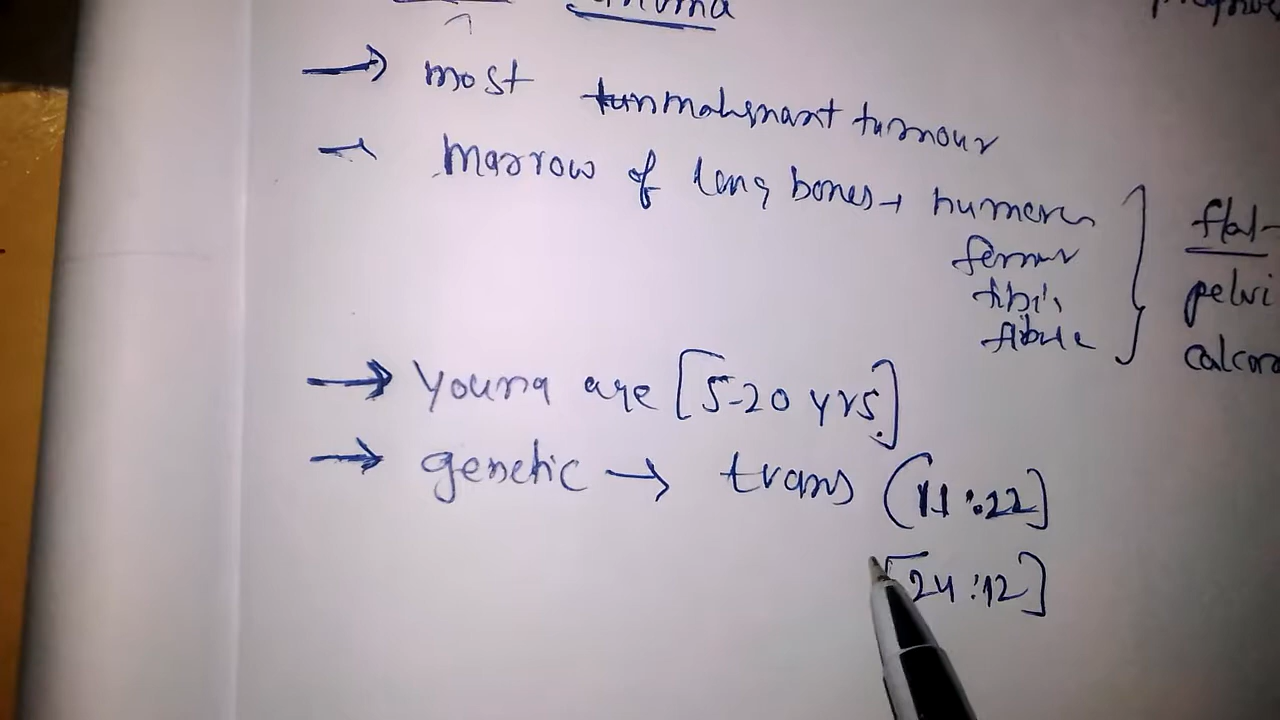 → most malignant tumour
→ Marrow of long bones → humerus } flat
femur pelvi
tibia
fibula
→ Young age [5-20 yrs]
→ genetic → trans (11:22]
[24:12]